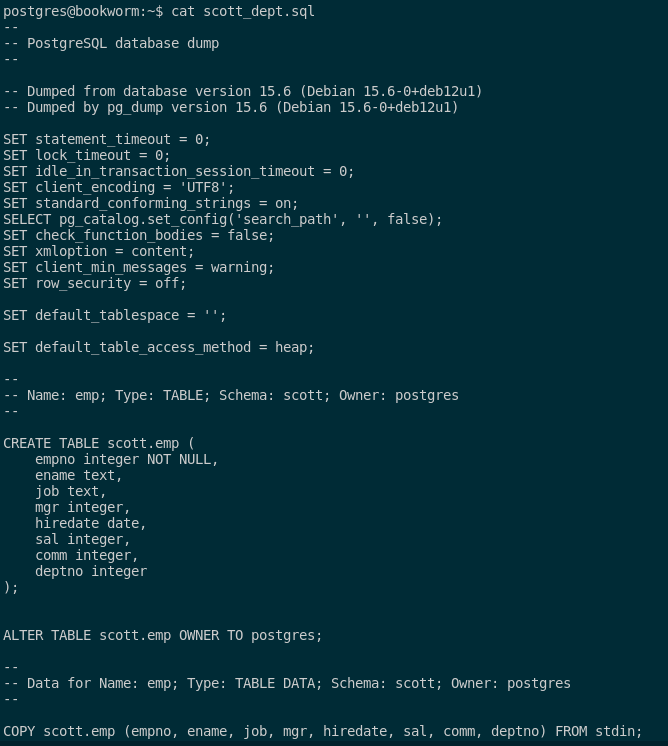 postgres@bookworm:~$ cat scott_dept.sql
--
-- PostgreSQL database dump
--
-- Dumped from database version 15.6 (Debian 15.6-0+deb12u1)
-- Dumped by pg_dump version 15.6 (Debian 15.6-0+deb12u1)
SET statement_timeout = 0;
SET lock_timeout = 0;
SET idle_in_transaction_session_timeout = 0;
SET client_encoding = 'UTF8';
SET standard_conforming_strings = on;
SELECT pg_catalog.set_config('search_path', '', false);
SET check_function_bodies = false;
SET xmloption = content;
SET client_min_messages = warning;
SET row_security = off;
SET default_tablespace = '';
SET default_table_access_method = heap;
--
-- Name: emp; Type: TABLE; Schema: scott; Owner: postgres
--
CREATE TABLE scott.emp (
    empno integer NOT NULL,
    ename text,
    job text,
    mgr integer,
    hiredate date,
    sal integer,
    comm integer,
    deptno integer
);
ALTER TABLE scott.emp OWNER TO postgres;
--
-- Data for Name: emp; Type: TABLE DATA; Schema: scott; Owner: postgres
--
COPY scott.emp (empno, ename, job, mgr, hiredate, sal, comm, deptno) FROM stdin;